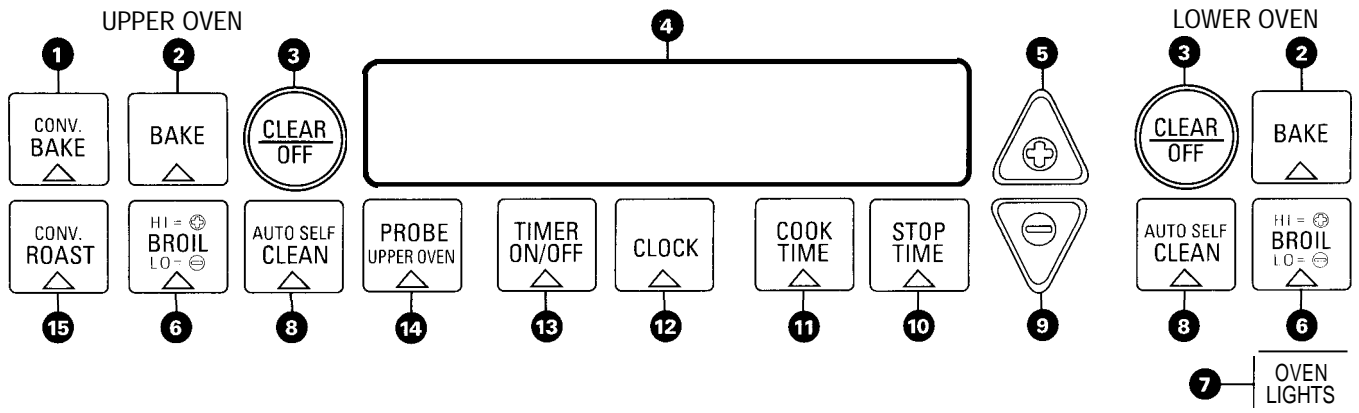 UPPER OVEN
LOWER OVEN
1
2
3
4
5
3
2
CONV.
BAKE
BAKE
CLEAR
OFF
CLEAR
OFF
BAKE
CONV.
ROAST
HI = ⊕
BROIL
LO = ⊖
AUTO SELF
CLEAN
PROBE
UPPER OVEN
TIMER
ON/OFF
CLOCK
COOK
TIME
STOP
TIME
AUTO SELF
CLEAN
HI = ⊕
BROIL
LO = ⊖
15
6
8
14
13
12
11
10
9
8
6
7
OVEN
LIGHTS